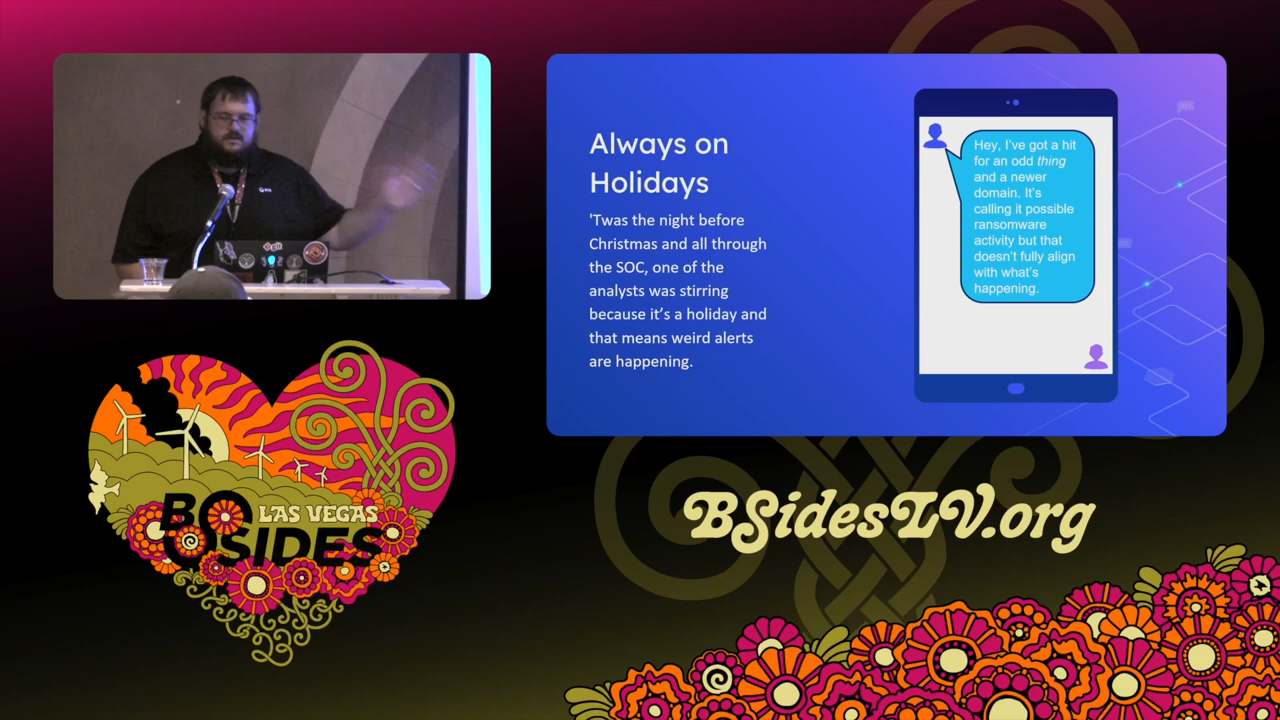 Always on
Holidays
'Twas the night before
Christmas and all through
the SOC, one of the
analysts was stirring
because it's a holiday and
that means weird alerts
are happening.
Hey, I've got a hit
for an odd thing
and a newer
domain. It's
calling it possible
ransomware
activity but that
doesn't fully align
with what's
happening.
LAS VEGAS
BSIDES
BSidesLV.org